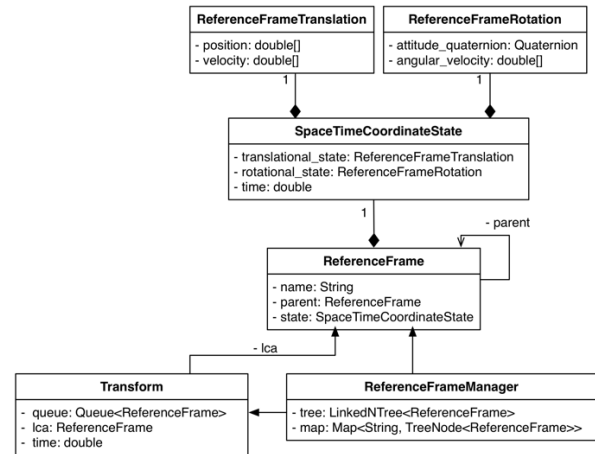 ReferenceFrameTranslation
- position: double[]
- velocity: double[]
ReferenceFrameRotation
- attitude_quaternion: Quaternion
- angular_velocity: double[]
1
1
SpaceTimeCoordinateState
- translational_state: ReferenceFrameTranslation
- rotational_state: ReferenceFrameRotation
- time: double
1
- parent
ReferenceFrame
- name: String
- parent: ReferenceFrame
- state: SpaceTimeCoordinateState
- lca
Transform
- queue: Queue<ReferenceFrame>
- lca: ReferenceFrame
- time: double
ReferenceFrameManager
- tree: LinkedNTree<ReferenceFrame>
- map: Map<String, TreeNode<ReferenceFrame>>